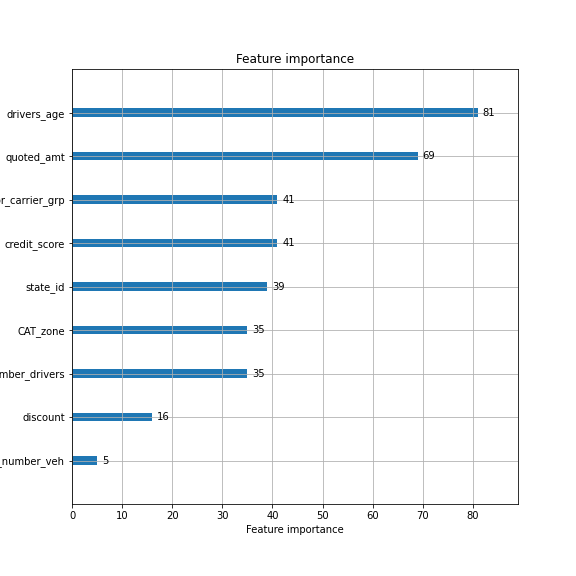 Feature importance
drivers_age
81
quoted_amt
69
r_carrier_grp
41
credit_score
41
state_id
39
CAT_zone
35
mber_drivers
35
discount
16
_number_veh
5
0 10 20 30 40 50 60 70 80
Feature importance